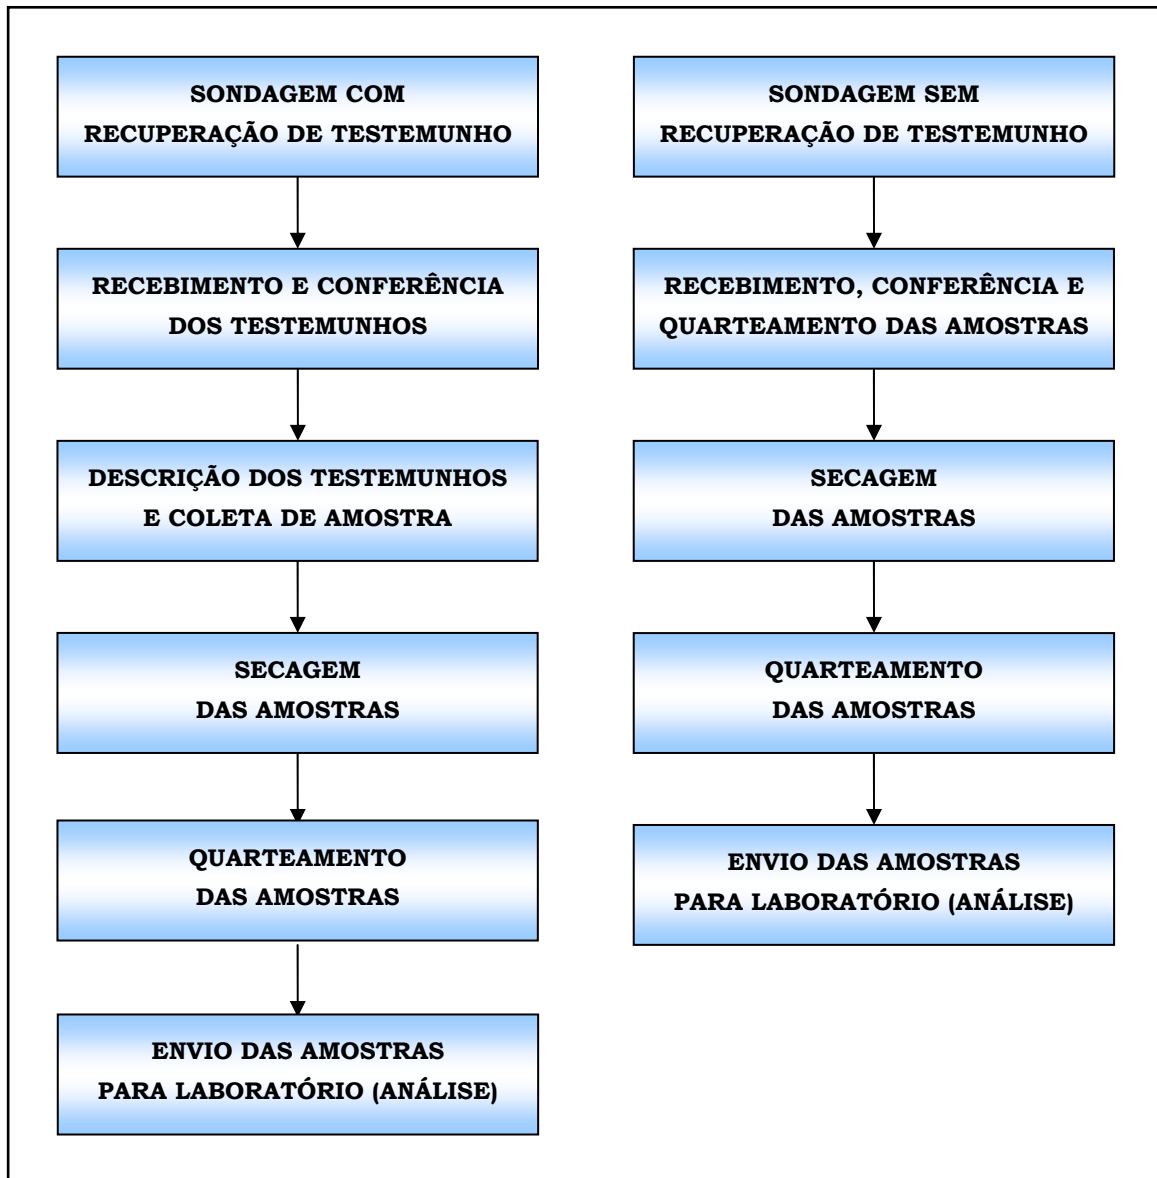 SONDAGEM COM
RECUPERAÇÃO DE TESTEMUNHO
RECEBIMENTO E CONFERÊNCIA
DOS TESTEMUNHOS
DESCRIÇÃO DOS TESTEMUNHOS
E COLETA DE AMOSTRA
SECAGEM
DAS AMOSTRAS
QUARTEAMENTO
DAS AMOSTRAS
ENVIO DAS AMOSTRAS
PARA LABORATÓRIO (ANÁLISE)
SONDAGEM SEM
RECUPERAÇÃO DE TESTEMUNHO
RECEBIMENTO, CONFERÊNCIA E
QUARTEAMENTO DAS AMOSTRAS
SECAGEM
DAS AMOSTRAS
QUARTEAMENTO
DAS AMOSTRAS
ENVIO DAS AMOSTRAS
PARA LABORATÓRIO (ANÁLISE)